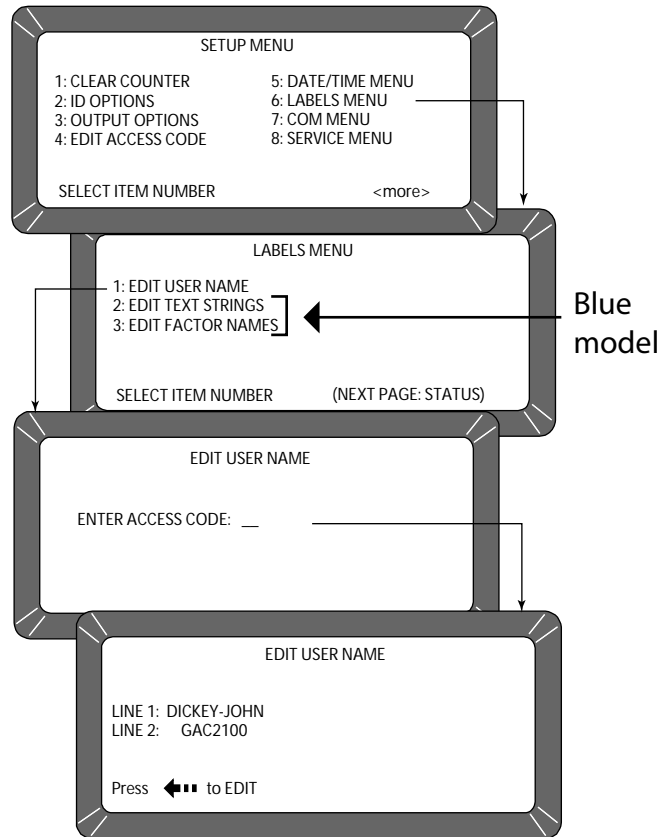 SETUP MENU
1: CLEAR COUNTER
2: ID OPTIONS
3: OUTPUT OPTIONS
4: EDIT ACCESS CODE
5: DATE/TIME MENU
6: LABELS MENU
7: COM MENU
8: SERVICE MENU
SELECT ITEM NUMBER <more>
LABELS MENU
1: EDIT USER NAME
2: EDIT TEXT STRINGS
3: EDIT FACTOR NAMES
Blue
model
SELECT ITEM NUMBER (NEXT PAGE: STATUS)
EDIT USER NAME
ENTER ACCESS CODE: __
EDIT USER NAME
LINE 1: DICKEY-JOHN
LINE 2: GAC2100
Press to EDIT